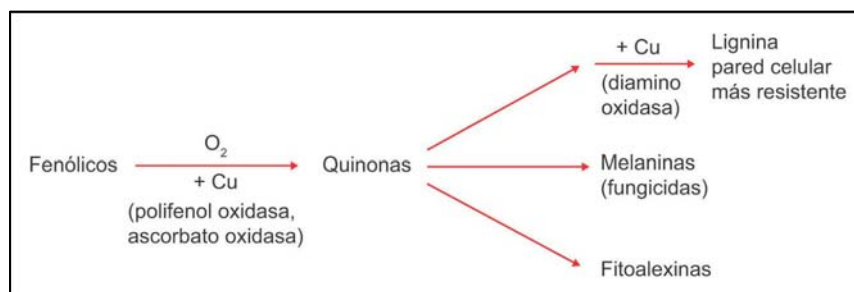 Fenólicos
O2
+ Cu
(polifenol oxidasa,
ascorbato oxidasa)
Quinonas
+ Cu
(diamino
oxidasa)
Lignina
pared celular
más resistente
Melaninas
(fungicidas)
Fitoalexinas